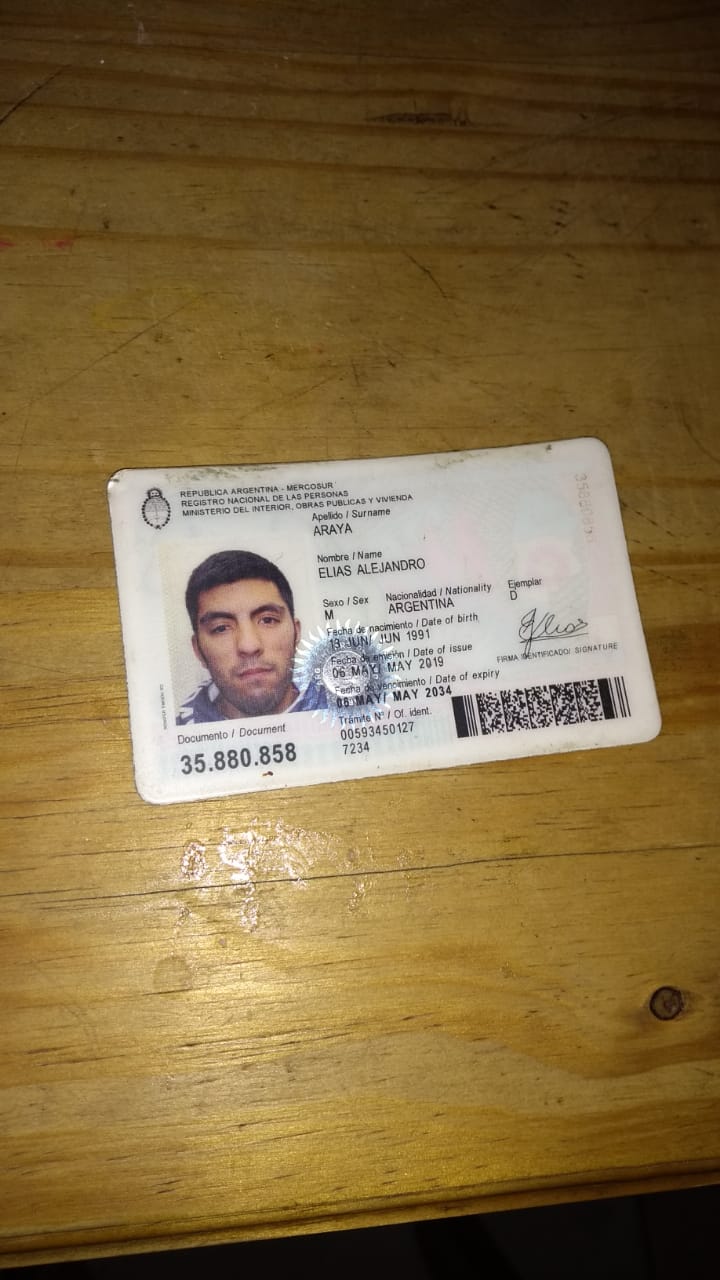 REPUBLICA ARGENTINA - MERCOSUR
REGISTRO NACIONAL DE LAS PERSONAS
MINISTERIO DEL INTERIOR, OBRAS PUBLICAS Y VIVIENDA
Apellido / Surname
ARAYA
Nombre / Name
ELIAS ALEJANDRO
Sexo / Sex Nacionalidad / Nationality Ejemplar
M ARGENTINA D
Fecha de nacimiento / Date of birth
13 JUN/ JUN 1991
Fecha de emisión / Date of issue
06 MAY/ MAY 2019
Fecha de vencimiento / Date of expiry
06 MAY/ MAY 2034
FIRMA IDENTIFICADO/ SIGNATURE
Trámite N° / Of. ident.
00593450127
7234
Documento / Document
35.880.858